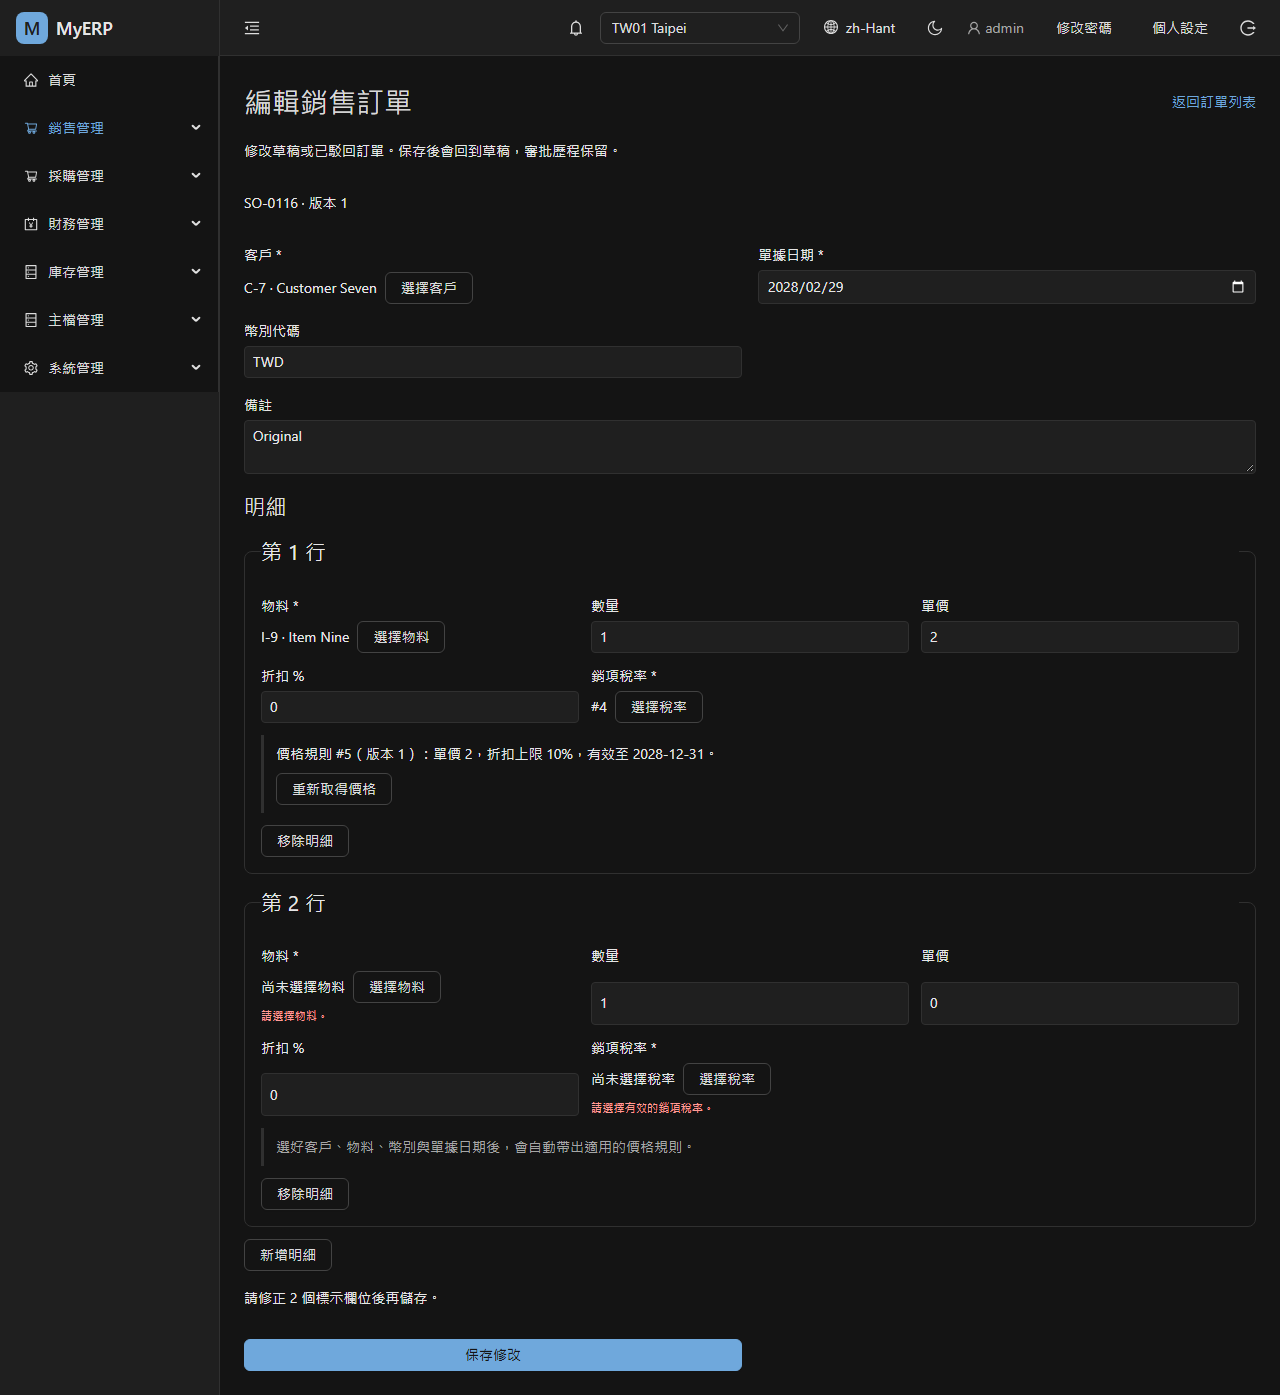 M MyERP
TW01 Taipei
zh-Hant
admin
修改密碼
個人設定
首頁
銷售管理
採購管理
財務管理
庫存管理
主檔管理
系統管理
編輯銷售訂單
返回訂單列表
修改草稿或已駁回訂單。保存後會回到草稿，審批歷程保留。
SO-0116 · 版本 1
客戶 *
單據日期 *
C-7 · Customer Seven 選擇客戶
2028/02/29
幣別代碼
TWD
備註
Original
明細
第 1 行
物料 *
數量
單價
I-9 · Item Nine 選擇物料
1
2
折扣 %
銷項稅率 *
0
#4 選擇稅率
價格規則 #5（版本 1）：單價 2，折扣上限 10%，有效至 2028-12-31。
重新取得價格
移除明細
第 2 行
物料 *
數量
單價
尚未選擇物料 選擇物料
1
0
請選擇物料。
折扣 %
銷項稅率 *
尚未選擇稅率 選擇稅率
0
請選擇有效的銷項稅率。
選好客戶、物料、幣別與單據日期後，會自動帶出適用的價格規則。
移除明細
新增明細
請修正 2 個標示欄位後再儲存。
保存修改